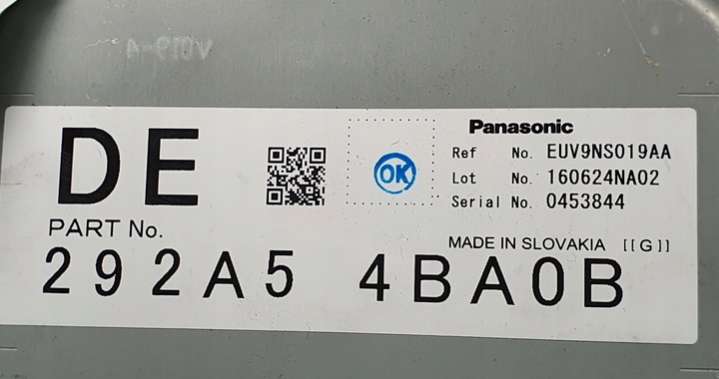 DE
OK
Panasonic
Ref No. EUV9NS019AA
Lot No. 160624NA02
Serial No. 0453844
PART No.
MADE IN SLOVAKIA [[G]]
292A5 4BA0B